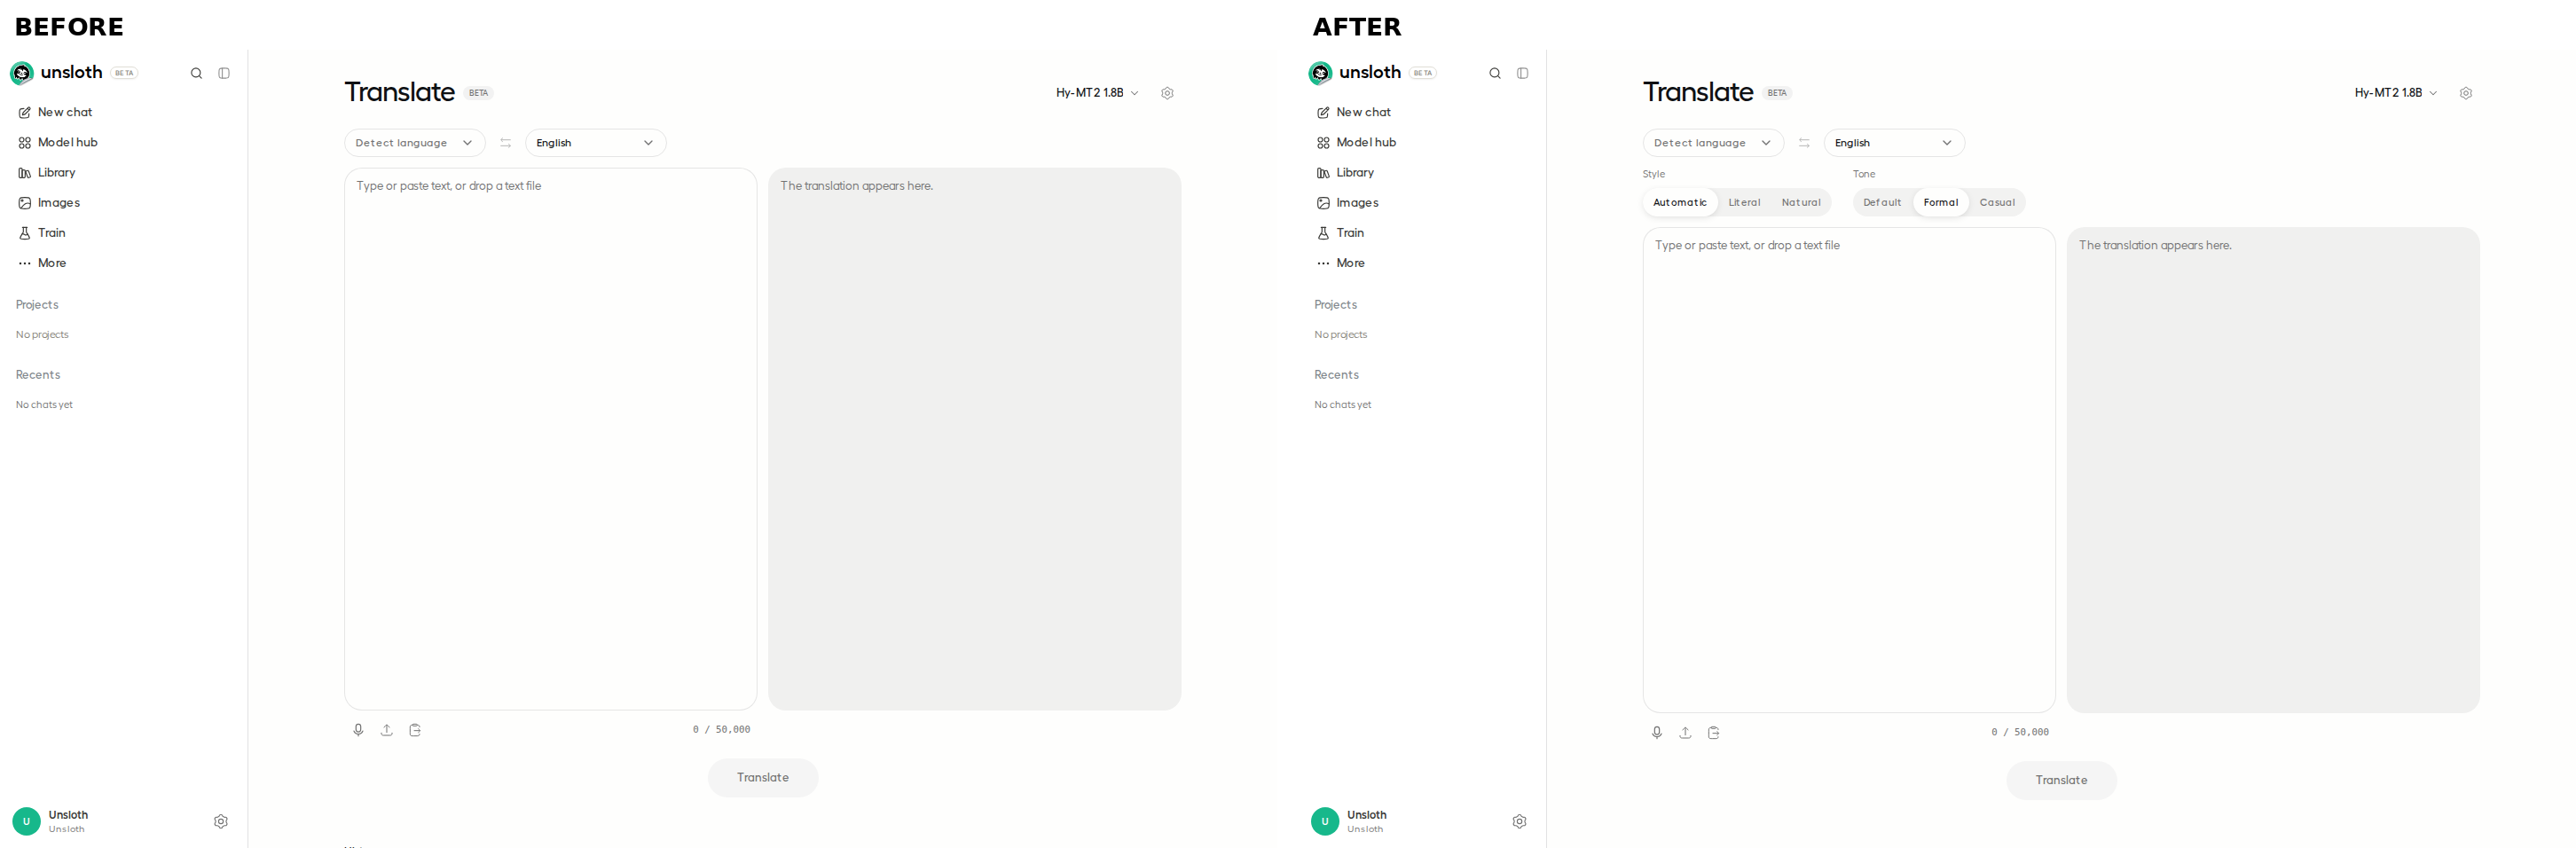 BEFORE
unsloth BETA
New chat
Model hub
Library
Images
Train
More
Projects
No projects
Recents
No chats yet
U
Unsloth
Unsloth
Translate BETA
Hy-MT2 1.8B
Detect language
English
Type or paste text, or drop a text file
The translation appears here.
0 / 50,000
Translate
AFTER
unsloth BETA
New chat
Model hub
Library
Images
Train
More
Projects
No projects
Recents
No chats yet
U
Unsloth
Unsloth
Translate BETA
Hy-MT2 1.8B
Detect language
English
Style
Tone
Automatic Literal Natural
Default Formal Casual
Type or paste text, or drop a text file
The translation appears here.
0 / 50,000
Translate